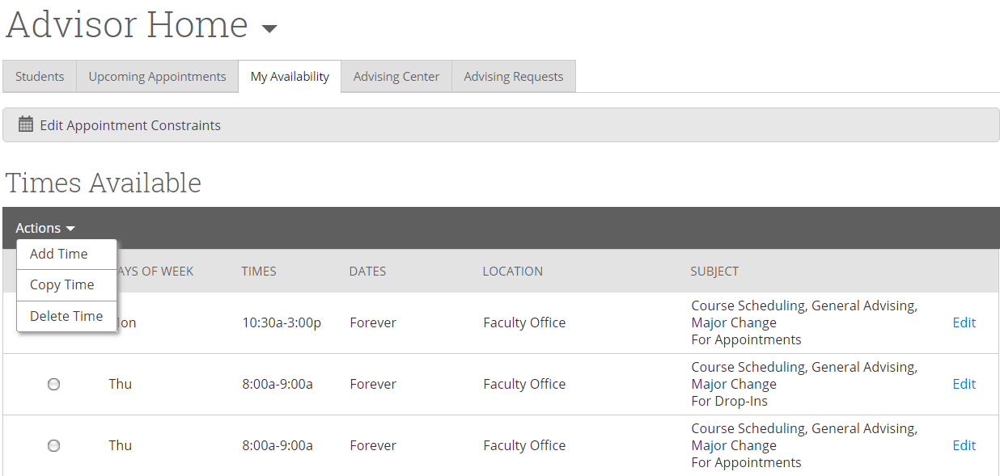 Advisor Home
Students Upcoming Appointments My Availability Advising Center Advising Requests
Edit Appointment Constraints
Times Available
Actions
Add Time
Copy Time
Delete Time
AYS OF WEEK TIMES DATES LOCATION SUBJECT
on 10:30a-3:00p Forever Faculty Office Course Scheduling, General Advising,
Major Change
For Appointments
Edit
Thu 8:00a-9:00a Forever Faculty Office Course Scheduling, General Advising,
Major Change
For Drop-Ins
Edit
Thu 8:00a-9:00a Forever Faculty Office Course Scheduling, General Advising,
Major Change
For Appointments
Edit